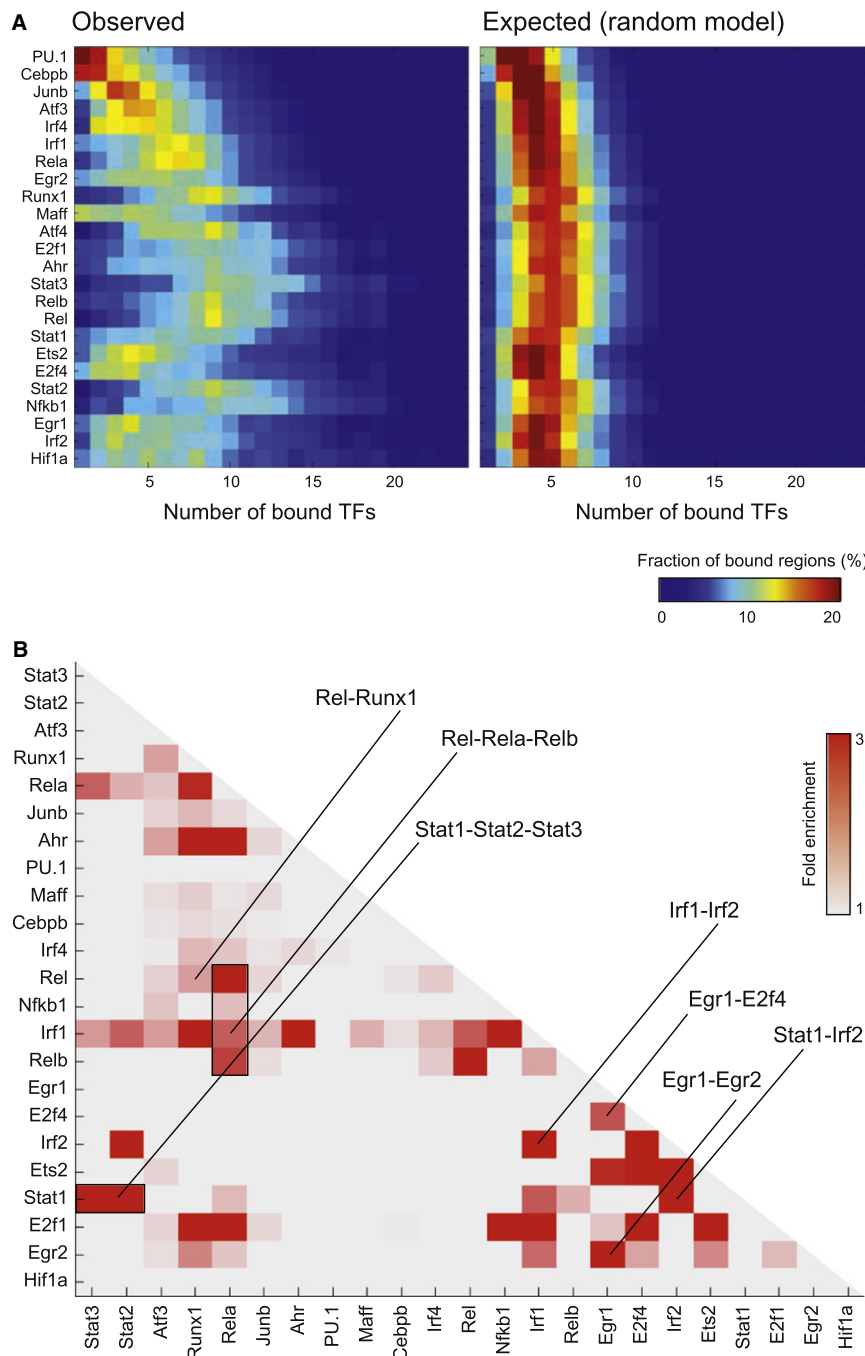 A
Observed
Expected (random model)
PU.1
Cebpb
Junb
Atf3
Irf4
Irf1
Rela
Egr2
Runx1
Maff
Atf4
E2f1
Ahr
Stat3
Relb
Rel
Stat1
Ets2
E2f4
Stat2
Nfkb1
Egr1
Irf2
Hif1a
5 10 15 20
5 10 15 20
Number of bound TFs
Number of bound TFs
Fraction of bound regions (%)
0 10 20
B
Stat3
Stat2
Atf3
Runx1
Rela
Junb
Ahr
PU.1
Maff
Cebpb
Irf4
Rel
Nfkb1
Irf1
Relb
Egr1
E2f4
Irf2
Ets2
Stat1
E2f1
Egr2
Hif1a
Rel-Runx1
Rel-Rela-Relb
Stat1-Stat2-Stat3
Irf1-Irf2
Egr1-E2f4
Stat1-Irf2
Egr1-Egr2
Fold enrichment
3
1
Stat3
Stat2
Atf3
Runx1
Rela
Junb
Ahr
PU.1
Maff
Cebpb
Irf4
Rel
Nfkb1
Irf1
Relb
Egr1
E2f4
Irf2
Ets2
Stat1
E2f1
Egr2
Hif1a